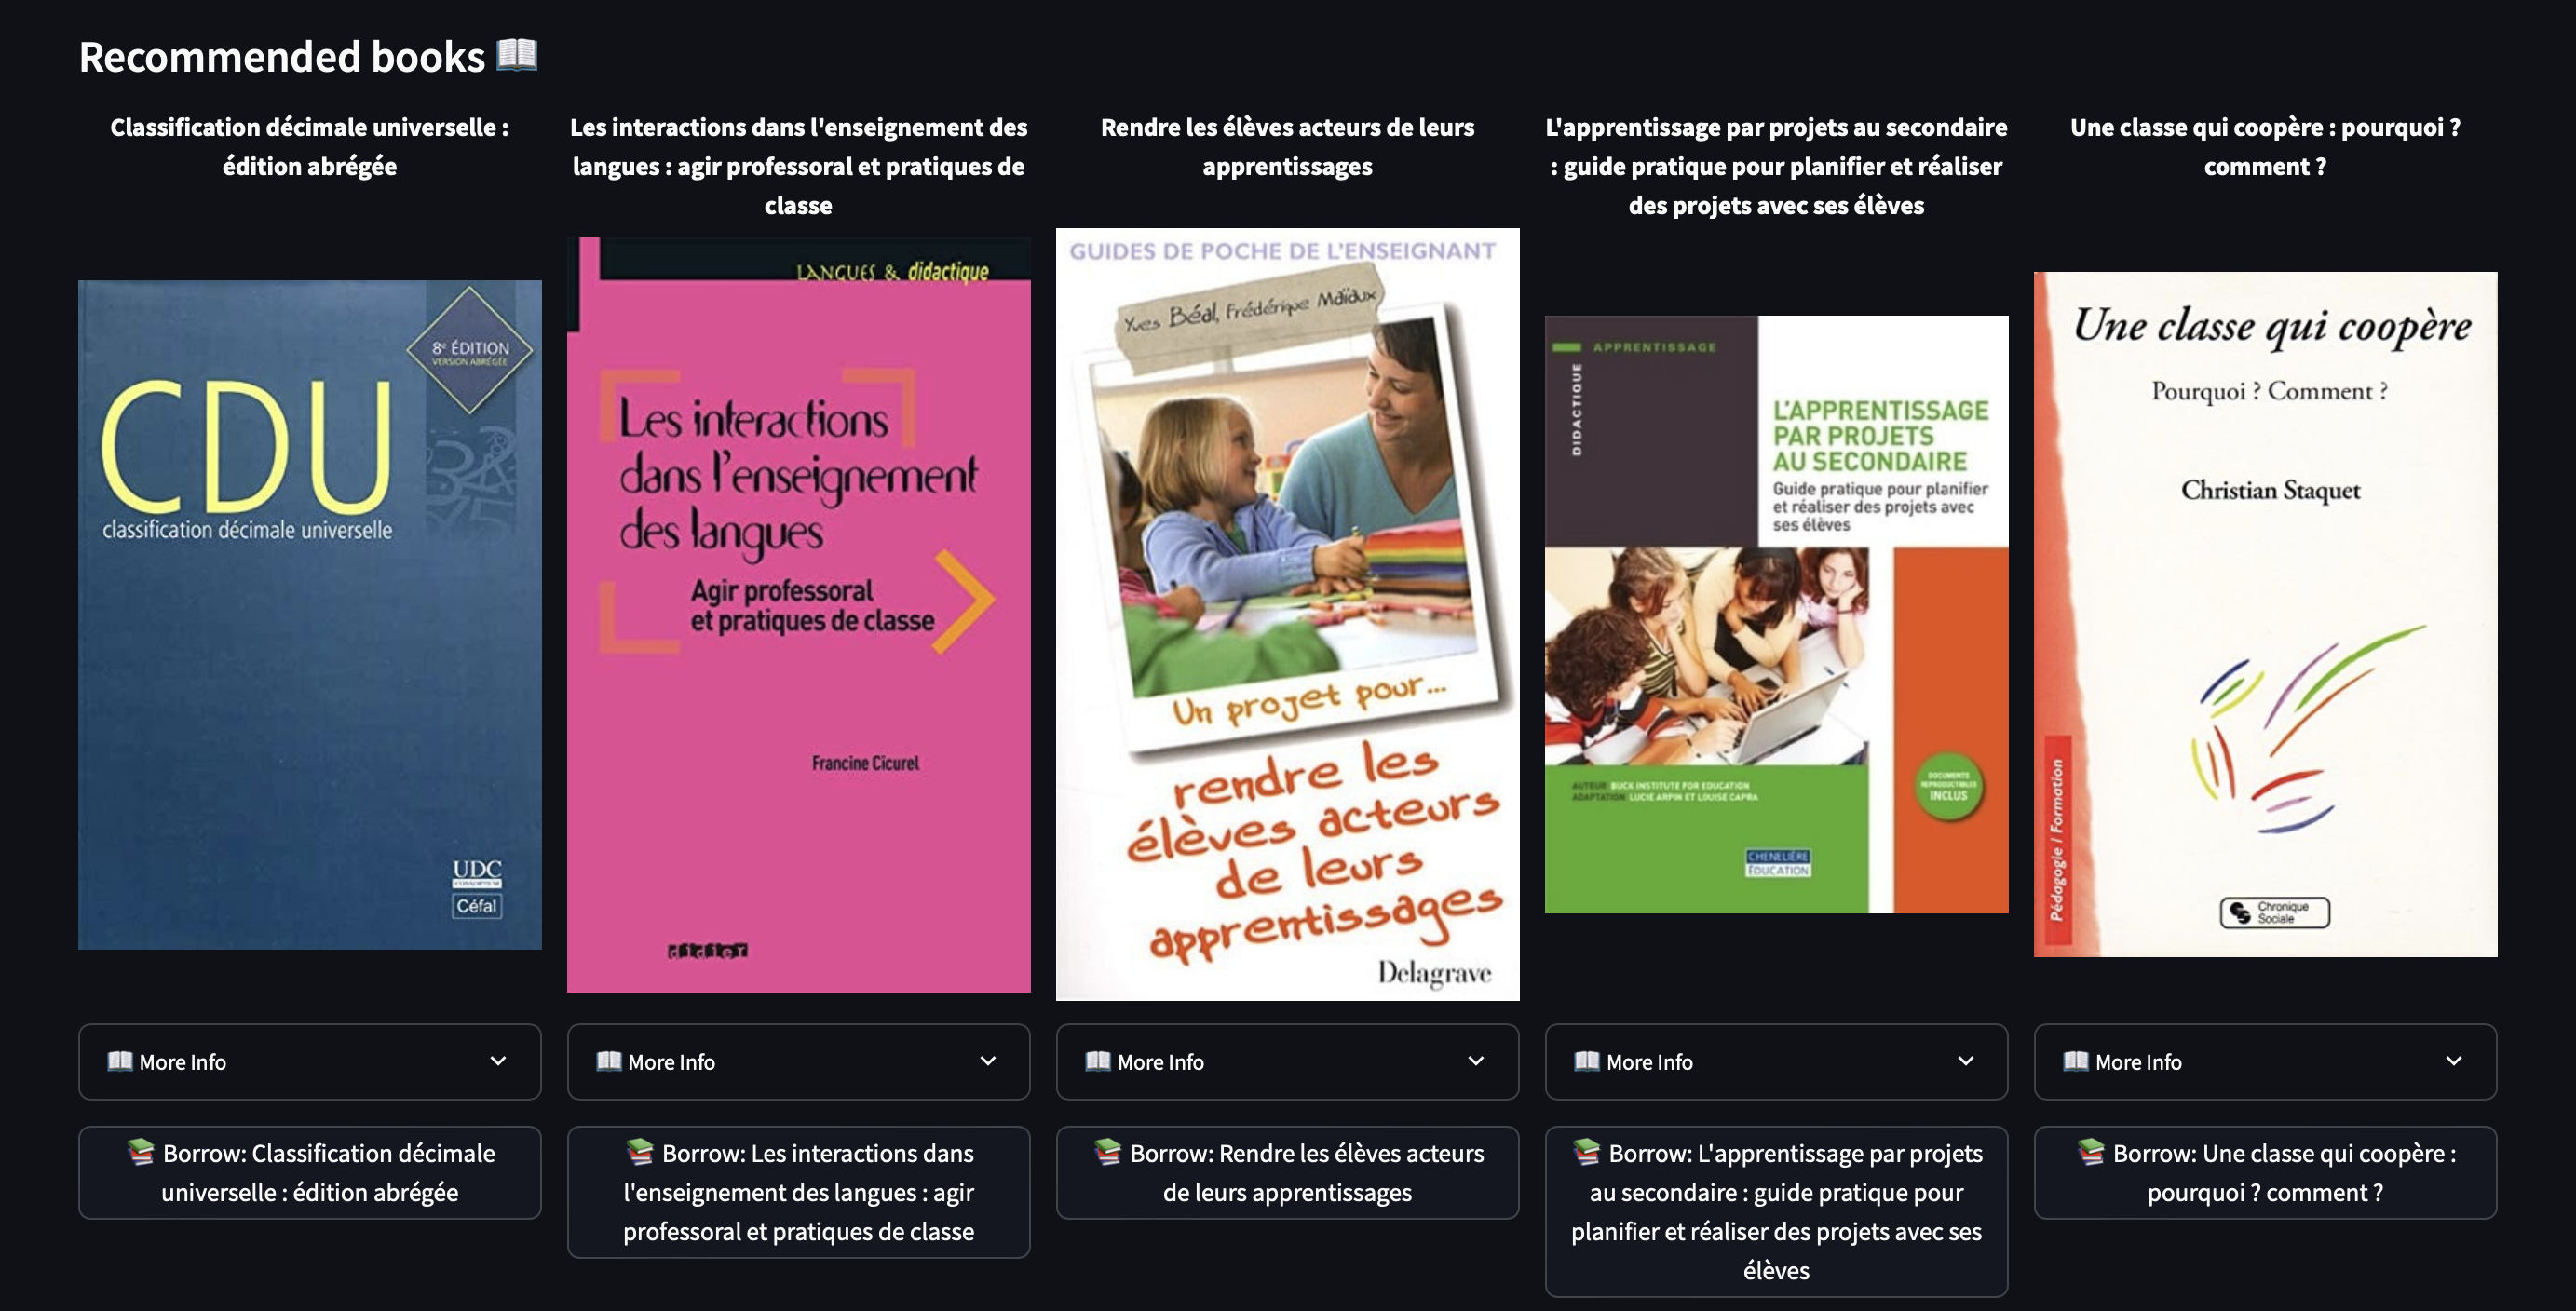 Recommended books
Classification décimale universelle :
édition abrégée
8e ÉDITION
VERSION ABRÉGÉE
CDU
classification décimale universelle
UDC
CONSORTIUM
Céfal
More Info
Borrow: Classification décimale
universelle : édition abrégée
Les interactions dans l'enseignement des
langues : agir professoral et pratiques de
classe
LANGUES & didactique
Les interactions
dans l'enseignement
des langues
Agir professoral
et pratiques de classe
Francine Cicurel
didier
More Info
Borrow: Les interactions dans
l'enseignement des langues : agir
professoral et pratiques de classe
Rendre les élèves acteurs de leurs
apprentissages
GUIDES DE POCHE DE L'ENSEIGNANT
Yves Béal, Frédérique Maïaux
Un projet pour...
rendre les
élèves acteurs
de leurs
apprentissages
Delagrave
More Info
Borrow: Rendre les élèves acteurs
de leurs apprentissages
L'apprentissage par projets au secondaire
: guide pratique pour planifier et réaliser
des projets avec ses élèves
APPRENTISSAGE
DIDACTIQUE
L'APPRENTISSAGE
PAR PROJETS
AU SECONDAIRE
Guide pratique pour planifier
et réaliser des projets avec
ses élèves
AUTEUR BUCK INSTITUTE FOR EDUCATION
ADAPTATION LUCIE ARPIN ET LOUISE CAPRA
DOCUMENTS
REPRODUCTIBLES
INCLUS
CHENELIÈRE
ÉDUCATION
More Info
Borrow: L'apprentissage par projets
au secondaire : guide pratique pour
planifier et réaliser des projets avec ses
élèves
Une classe qui coopère : pourquoi ?
comment ?
Une classe qui coopère
Pourquoi ? Comment ?
Christian Staquet
Pédagogie / Formation
Chronique
Sociale
More Info
Borrow: Une classe qui coopère :
pourquoi ? comment ?